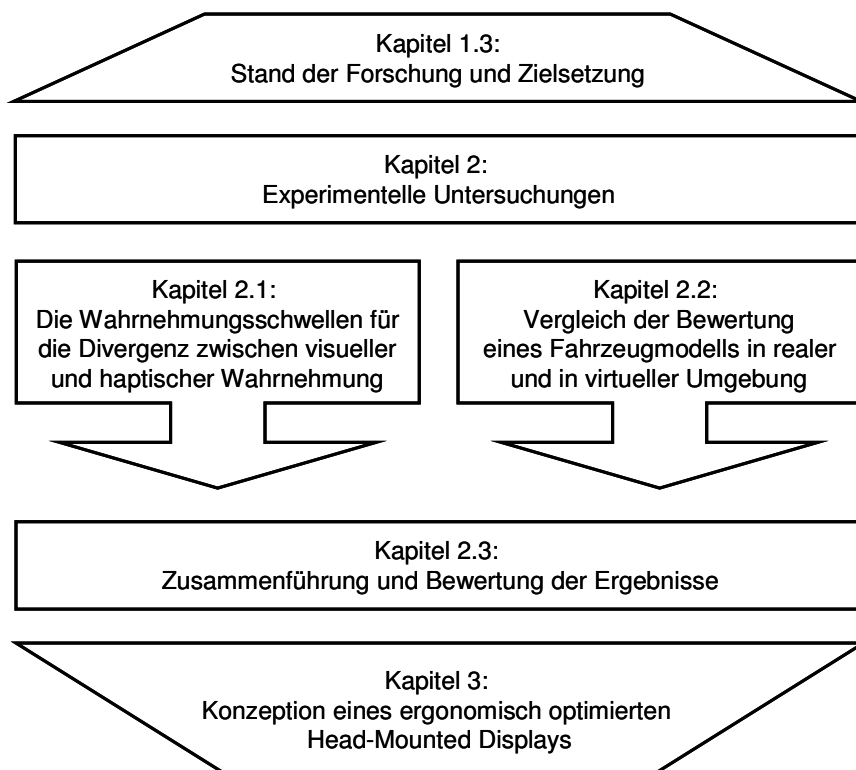 Kapitel 1.3:
Stand der Forschung und Zielsetzung
Kapitel 2:
Experimentelle Untersuchungen
Kapitel 2.1:
Die Wahrnehmungsschwellen für
die Divergenz zwischen visueller
und haptischer Wahrnehmung
Kapitel 2.2:
Vergleich der Bewertung
eines Fahrzeugmodells in realer
und in virtueller Umgebung
Kapitel 2.3:
Zusammenführung und Bewertung der Ergebnisse
Kapitel 3:
Konzeption eines ergonomisch optimierten
Head-Mounted Displays